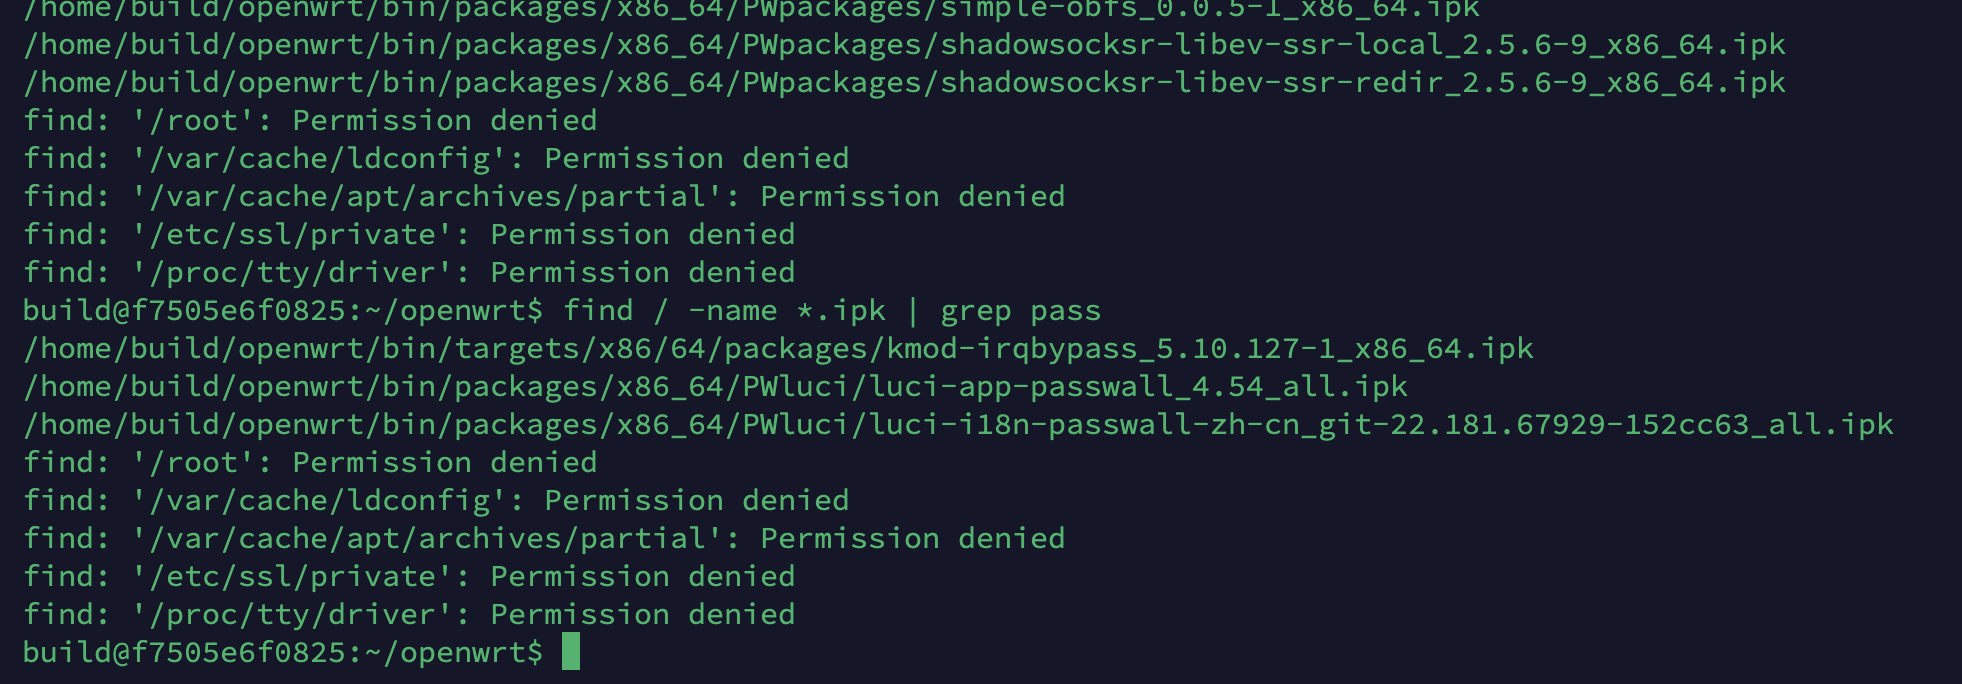 /home/build/openwrt/bin/packages/x86_64/PWpackages/simple-obfs_0.0.5-1_x86_64.ipk
/home/build/openwrt/bin/packages/x86_64/PWpackages/shadowsocksr-libev-ssr-local_2.5.6-9_x86_64.ipk
/home/build/openwrt/bin/packages/x86_64/PWpackages/shadowsocksr-libev-ssr-redir_2.5.6-9_x86_64.ipk
find: '/root': Permission denied
find: '/var/cache/ldconfig': Permission denied
find: '/var/cache/apt/archives/partial': Permission denied
find: '/etc/ssl/private': Permission denied
find: '/proc/tty/driver': Permission denied
build@f7505e6f0825:~/openwrt$ find / -name *.ipk | grep pass
/home/build/openwrt/bin/targets/x86/64/packages/kmod-irqbypass_5.10.127-1_x86_64.ipk
/home/build/openwrt/bin/packages/x86_64/PWluci/luci-app-passwall_4.54_all.ipk
/home/build/openwrt/bin/packages/x86_64/PWluci/luci-i18n-passwall-zh-cn_git-22.181.67929-152cc63_all.ipk
find: '/root': Permission denied
find: '/var/cache/ldconfig': Permission denied
find: '/var/cache/apt/archives/partial': Permission denied
find: '/etc/ssl/private': Permission denied
find: '/proc/tty/driver': Permission denied
build@f7505e6f0825:~/openwrt$